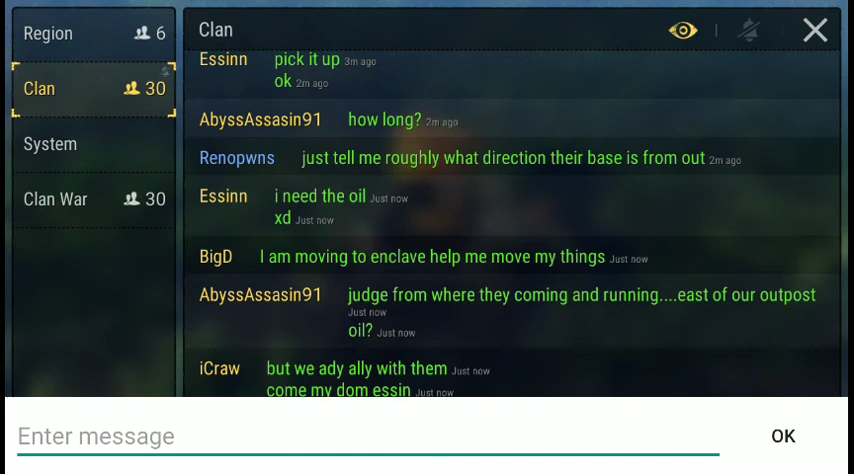 Region 6
Clan 30
System
Clan War 30
Clan
Essinn pick it up 3m ago
ok 2m ago
AbyssAssasin91 how long? 2m ago
Renopwns just tell me roughly what direction their base is from out 2m ago
Essinn i need the oil Just now
xd Just now
BigD I am moving to enclave help me move my things Just now
AbyssAssasin91 judge from where they coming and running....east of our outpost
Just now
oil? Just now
iCraw but we ady ally with them Just now
come my dom essin Just now
Enter message OK